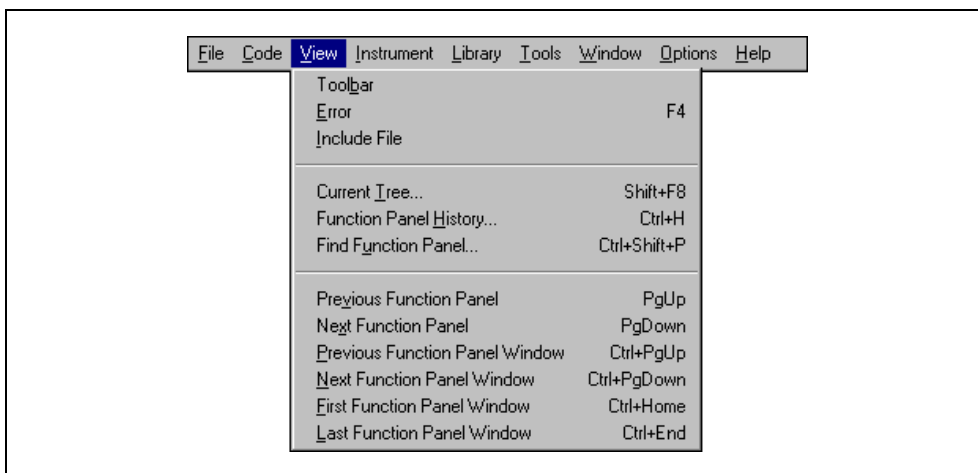 File Code View Instrument Library Tools Window Options Help
Toolbar
Error F4
Include File
Current Tree... Shift+F8
Function Panel History... Ctrl+H
Find Function Panel... Ctrl+Shift+P
Previous Function Panel PgUp
Next Function Panel PgDown
Previous Function Panel Window Ctrl+PgUp
Next Function Panel Window Ctrl+PgDown
First Function Panel Window Ctrl+Home
Last Function Panel Window Ctrl+End